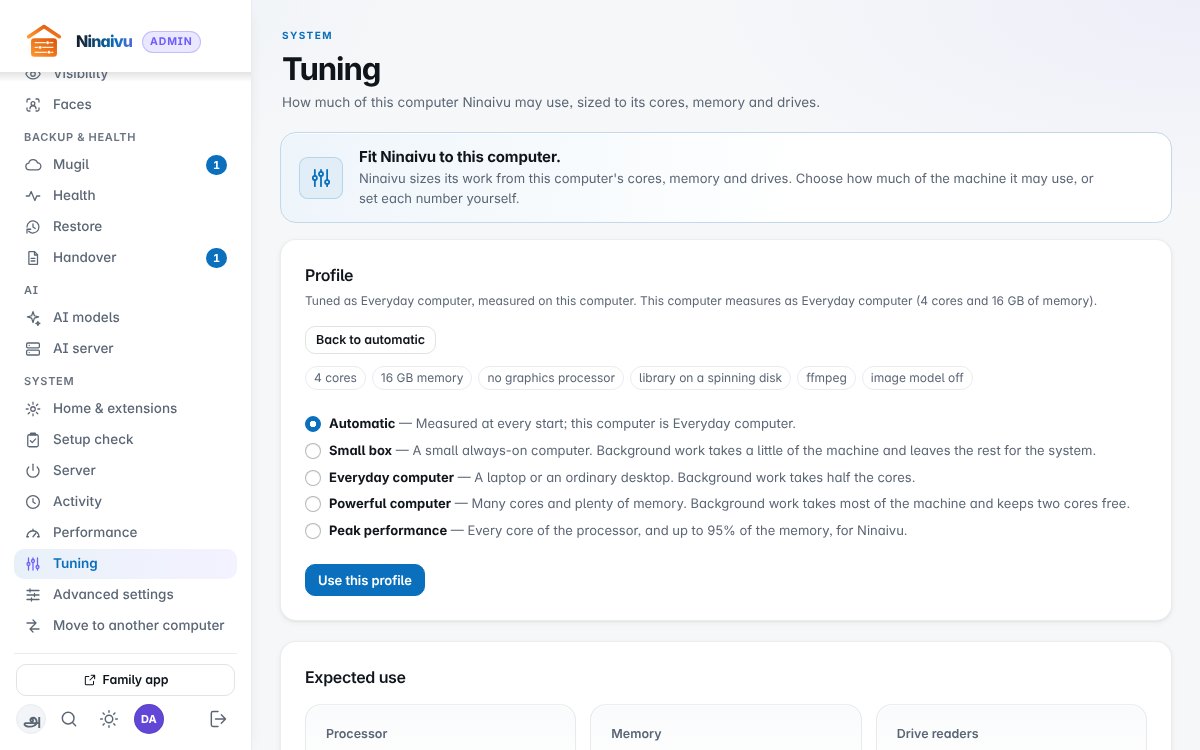 Ninaivu ADMIN
Visibility
Faces
BACKUP & HEALTH
Mugil 1
Health
Restore
Handover 1
AI
AI models
AI server
SYSTEM
Home & extensions
Setup check
Server
Activity
Performance
Tuning
Advanced settings
Move to another computer
Family app
அ
DA
SYSTEM
Tuning
How much of this computer Ninaivu may use, sized to its cores, memory and drives.
Fit Ninaivu to this computer.
Ninaivu sizes its work from this computer's cores, memory and drives. Choose how much of the machine it may use, or
set each number yourself.
Profile
Tuned as Everyday computer, measured on this computer. This computer measures as Everyday computer (4 cores and 16 GB of memory).
Back to automatic
4 cores 16 GB memory no graphics processor library on a spinning disk ffmpeg image model off
Automatic — Measured at every start; this computer is Everyday computer.
Small box — A small always-on computer. Background work takes a little of the machine and leaves the rest for the system.
Everyday computer — A laptop or an ordinary desktop. Background work takes half the cores.
Powerful computer — Many cores and plenty of memory. Background work takes most of the machine and keeps two cores free.
Peak performance — Every core of the processor, and up to 95% of the memory, for Ninaivu.
Use this profile
Expected use
Processor Memory Drive readers